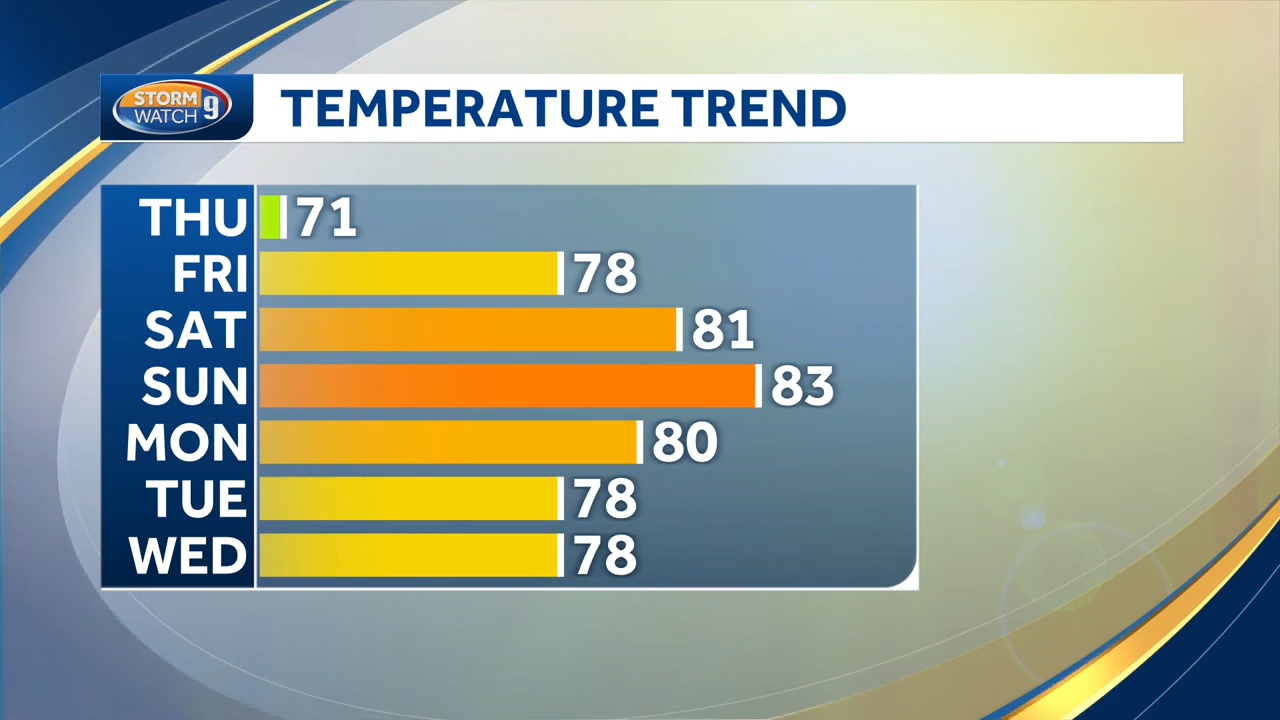 STORM
WATCH 9
TEMPERATURE TREND
THU 71
FRI 78
SAT 81
SUN 83
MON 80
TUE 78
WED 78